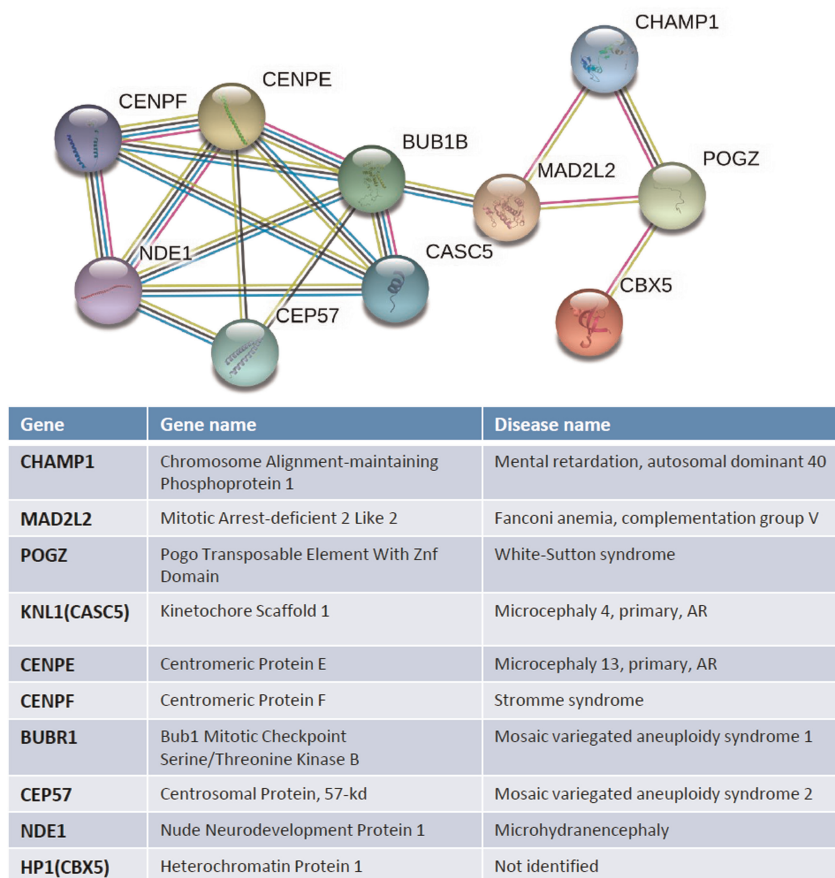 CHAMP1
CENPE
CENPF
BUB1B
MAD2L2
POGZ
NDE1
CASC5
CBX5
CEP57
Gene Gene name Disease name
CHAMP1 Chromosome Alignment-maintaining Mental retardation, autosomal dominant 40
Phosphoprotein 1
MAD2L2 Mitotic Arrest-deficient 2 Like 2 Fanconi anemia, complementation group V
POGZ Pogo Transposable Element With Znf White-Sutton syndrome
Domain
KNL1(CASC5) Kinetochore Scaffold 1 Microcephaly 4, primary, AR
CENPE Centromeric Protein E Microcephaly 13, primary, AR
CENPF Centromeric Protein F Stromme syndrome
BUBR1 Bub1 Mitotic Checkpoint Mosaic variegated aneuploidy syndrome 1
Serine/Threonine Kinase B
CEP57 Centrosomal Protein, 57-kd Mosaic variegated aneuploidy syndrome 2
NDE1 Nude Neurodevelopment Protein 1 Microhydranencephaly
HP1(CBX5) Heterochromatin Protein 1 Not identified